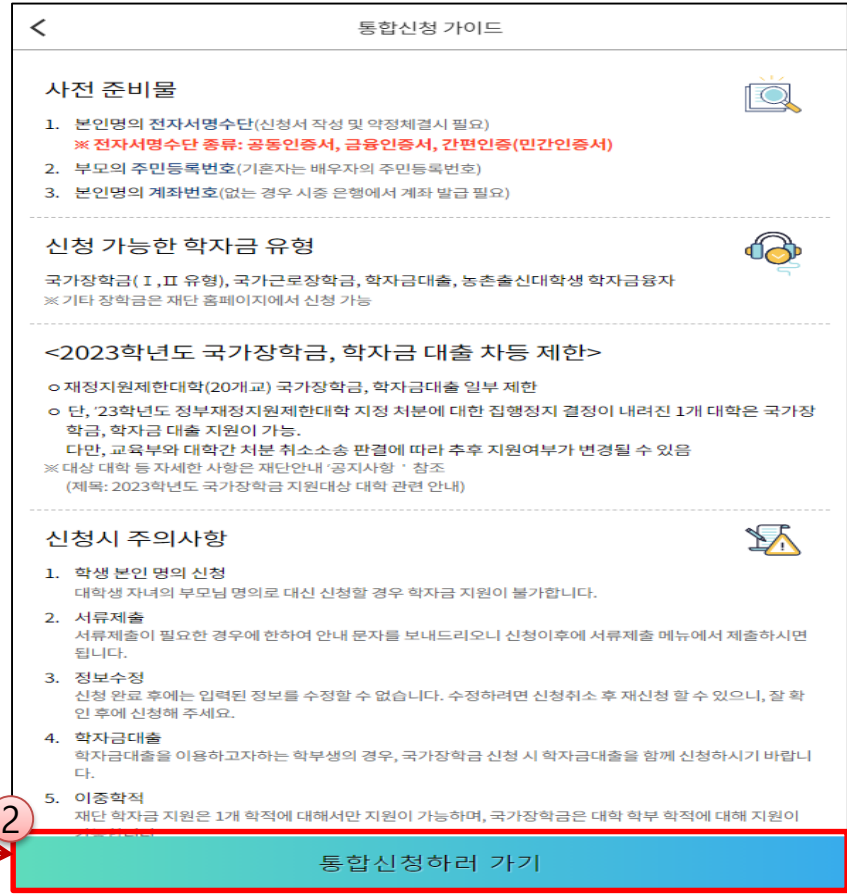 통합신청 가이드
사전 준비물
1. 본인명의 전자서명수단(신청서 작성 및 약정체결시 필요)
※ 전자서명수단 종류: 공동인증서, 금융인증서, 간편인증(민간인증서)
2. 부모의 주민등록번호(기혼자는 배우자의 주민등록번호)
3. 본인명의 계좌번호(없는 경우 시중 은행에서 계좌 발급 필요)
신청 가능한 학자금 유형
국가장학금(Ⅰ,Ⅱ 유형), 국가근로장학금, 학자금대출, 농촌출신대학생 학자금융자
※ 기타 장학금은 재단 홈페이지에서 신청 가능
<2023학년도 국가장학금, 학자금 대출 차등 제한>
ㅇ 재정지원제한대학(20개교) 국가장학금, 학자금대출 일부 제한
ㅇ 단, '23학년도 정부재정지원제한대학 지정 처분에 대한 집행정지 결정이 내려진 1개 대학은 국가장
학금, 학자금 대출 지원이 가능.
다만, 교육부와 대학간 처분 취소소송 판결에 따라 추후 지원여부가 변경될 수 있음
※ 대상 대학 등 자세한 사항은 재단안내 '공지사항 ' 참조
(제목: 2023학년도 국가장학금 지원대상 대학 관련 안내)
신청시 주의사항
1. 학생 본인 명의 신청
대학생 자녀의 부모님 명의로 대신 신청할 경우 학자금 지원이 불가합니다.
2. 서류제출
서류제출이 필요한 경우에 한하여 안내 문자를 보내드리오니 신청이후에 서류제출 메뉴에서 제출하시면
됩니다.
3. 정보수정
신청 완료 후에는 입력된 정보를 수정할 수 없습니다. 수정하려면 신청취소 후 재신청 할 수 있으니, 잘 확
인 후에 신청해 주세요.
4. 학자금대출
학자금대출을 이용하고자하는 학부생의 경우, 국가장학금 신청 시 학자금대출을 함께 신청하시기 바랍니
다.
5. 이중학적
재단 학자금 지원은 1개 학적에 대해서만 지원이 가능하며, 국가장학금은 대학 학부 학적에 대해 지원이
2
통합신청하러 가기